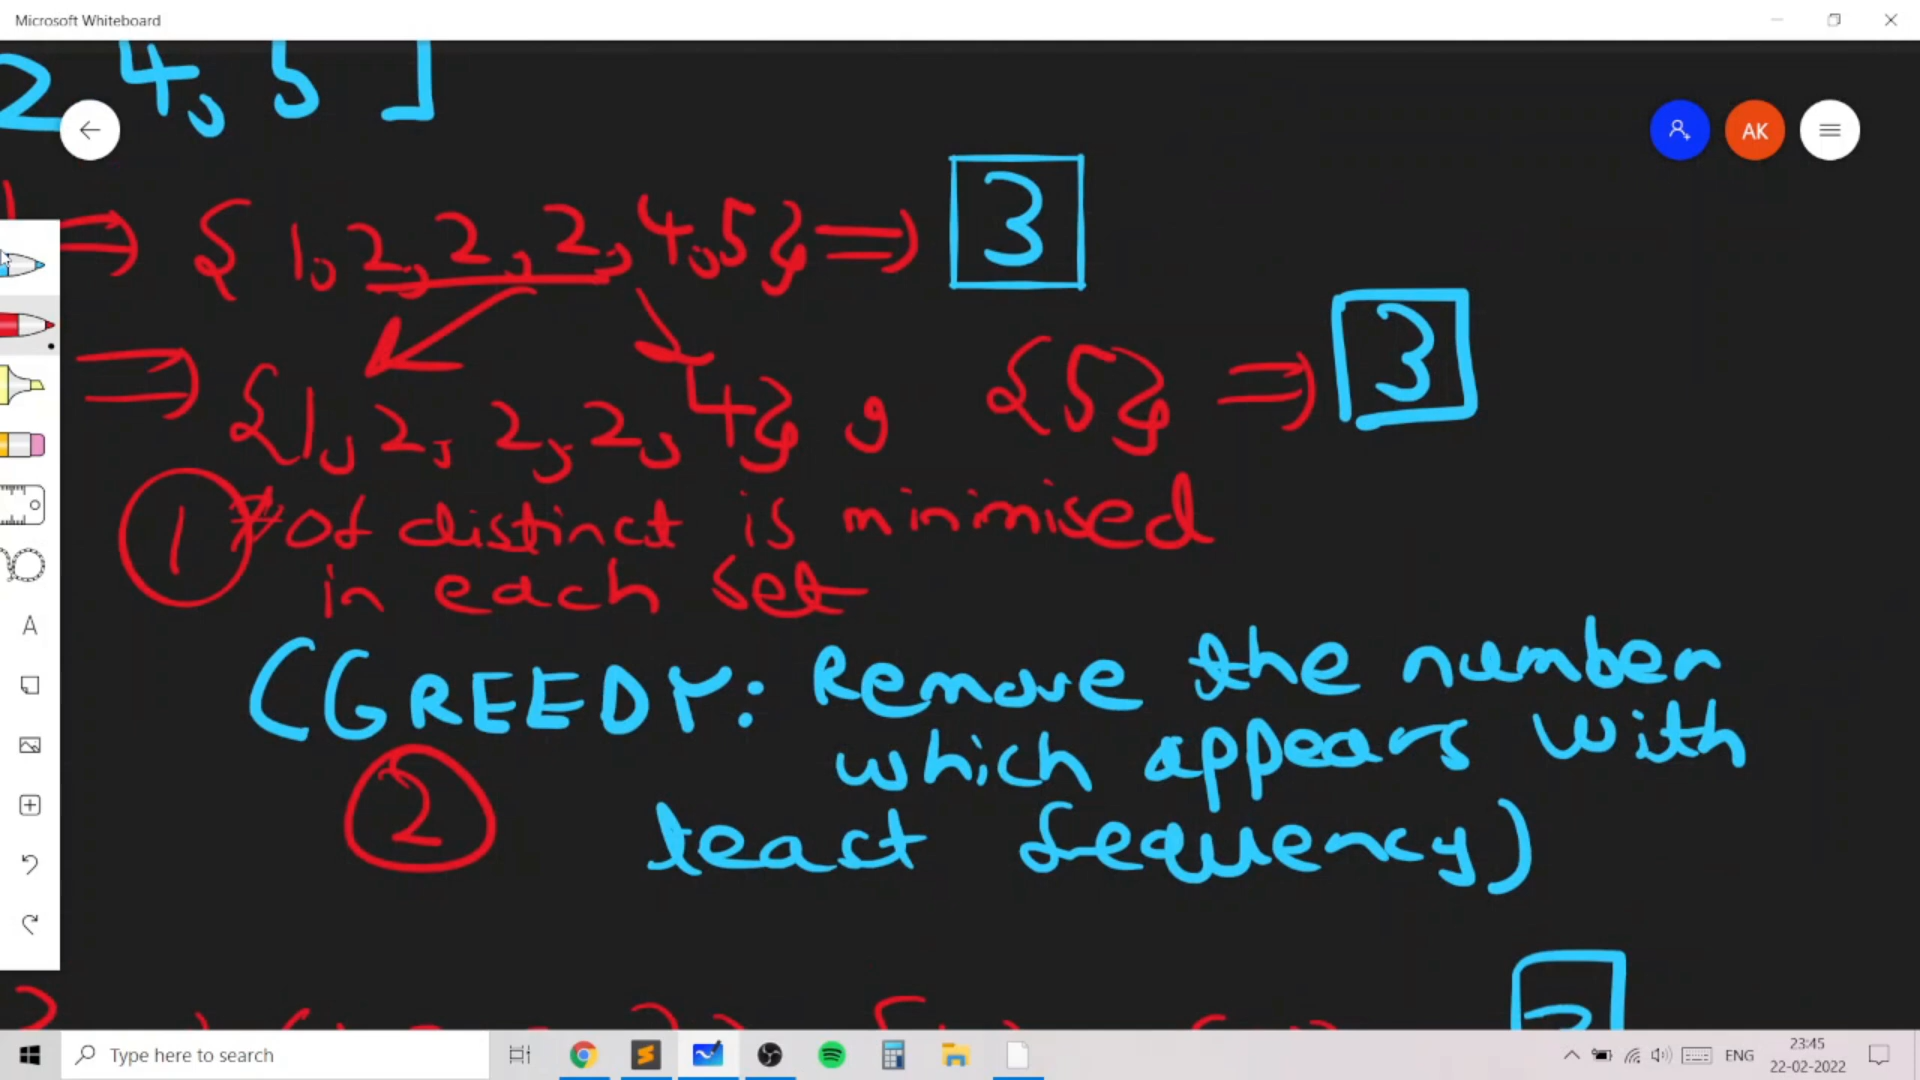 Microsoft Whiteboard
2 4, 5 ]
AK
⇒ { 1, 2, 2, 2, 4, 5 } ⇒ 3
⇒ { 1, 2, 2, 2, 4 } , { 5 } ⇒ 3
1 # of distinct is minimised
in each set
(GREEDY: Remove the number
which appears with
2 least frequency)
A
Type here to search
ENG
23:45
22-02-2022